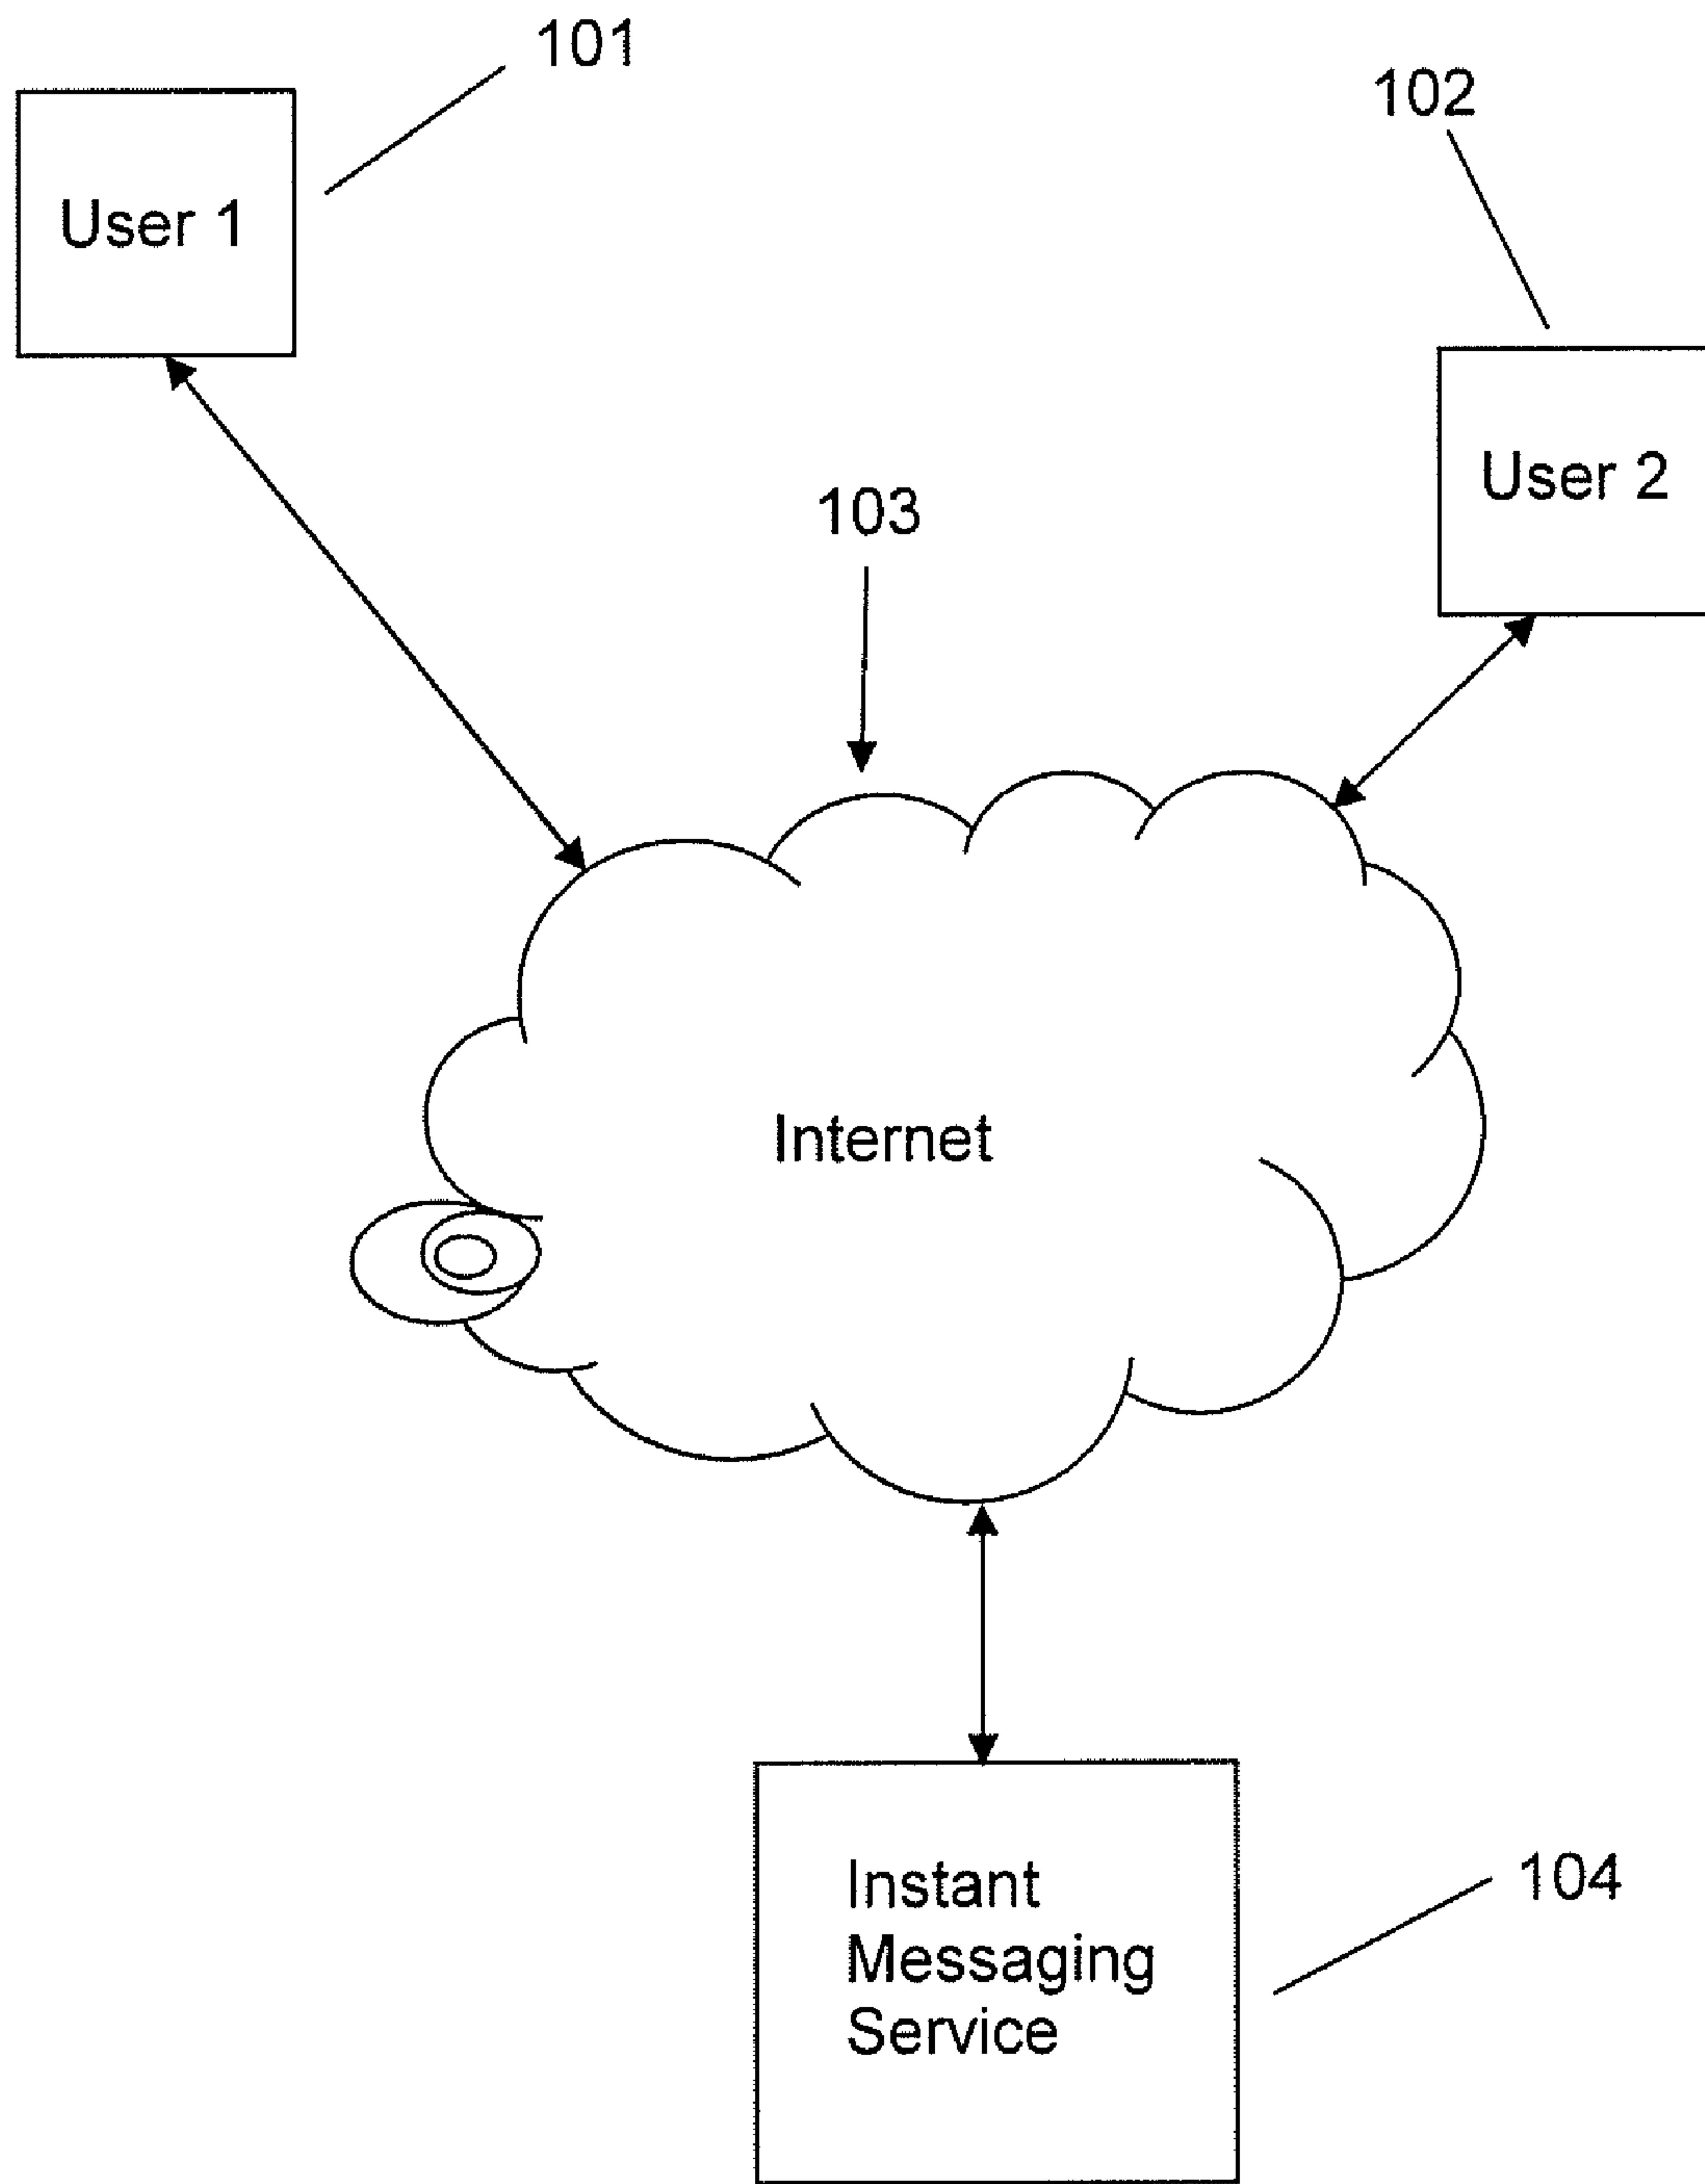 101
102
User 1
User 2
103
Internet
Instant
Messaging
Service
104